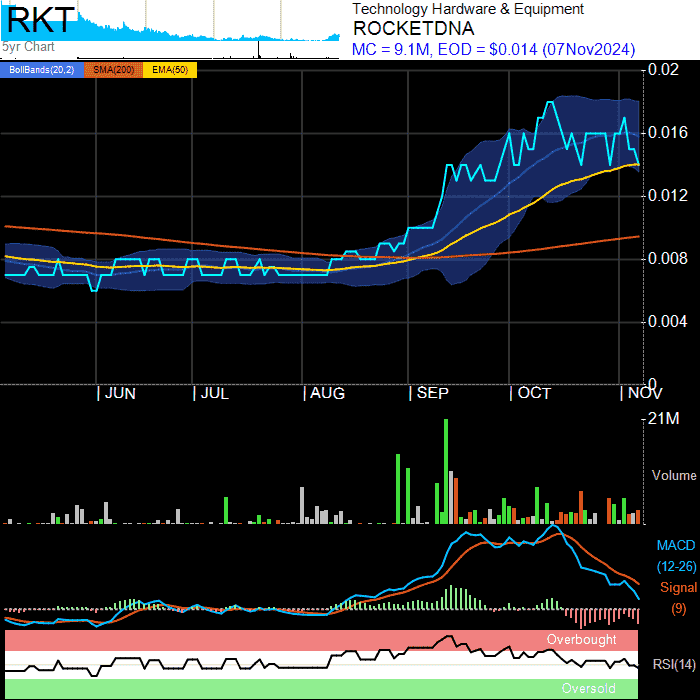 RKT
5yr Chart
Technology Hardware & Equipment
ROCKETDNA
MC = 9.1M, EOD = $0.014 (07Nov2024)
BollBands(20,2) SMA(200) EMA(50)
0.02
0.016
0.012
0.008
0.004
0
| JUN | JUL | AUG | SEP | OCT | NOV
21M
Volume
MACD
(12-26)
Signal
(9)
Overbought
RSI(14)
Oversold